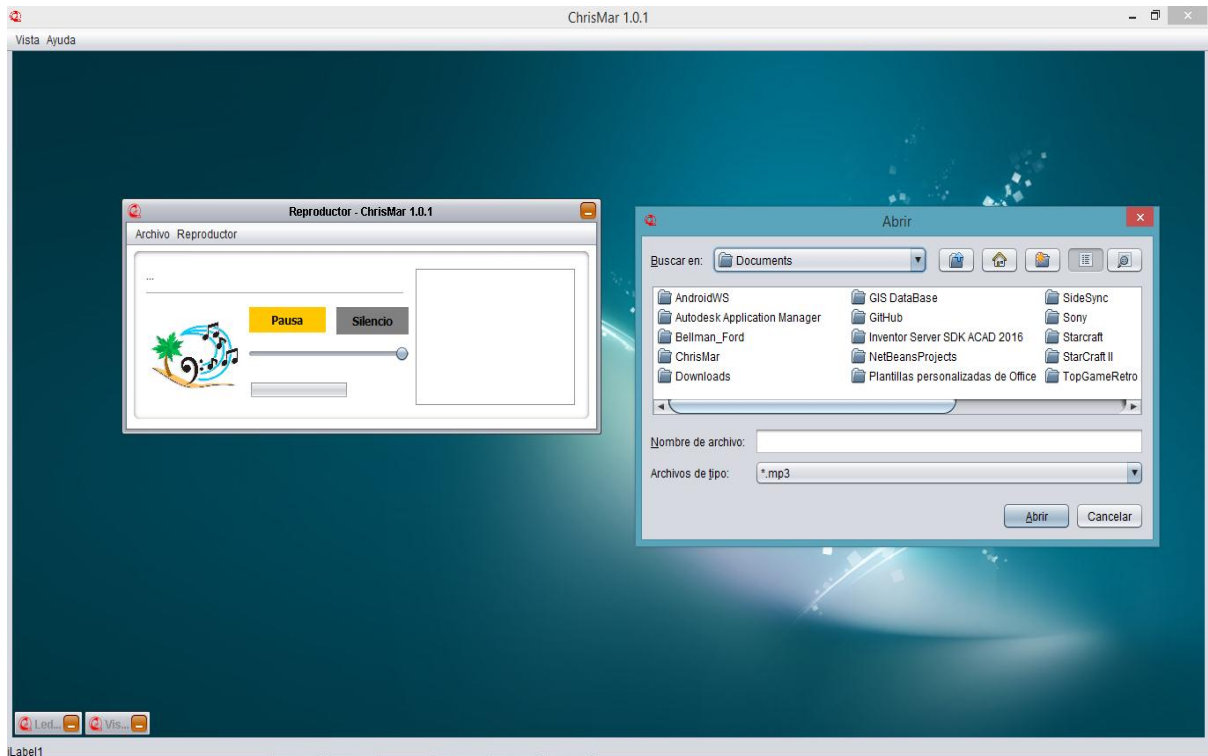 ChrisMar 1.0.1
Vista Ayuda
Reproductor - ChrisMar 1.0.1
Archivo Reproductor
...
Pausa Silencio
Abrir
Buscar en: Documents
AndroidWS GIS DataBase SideSync
Autodesk Application Manager GitHub Sony
Bellman_Ford Inventor Server SDK ACAD 2016 Starcraft
ChrisMar NetBeansProjects StarCraft II
Downloads Plantillas personalizadas de Office TopGameRetro
Nombre de archivo:
Archivos de tipo: *.mp3
Abrir Cancelar
Led... Vis...
jLabel1